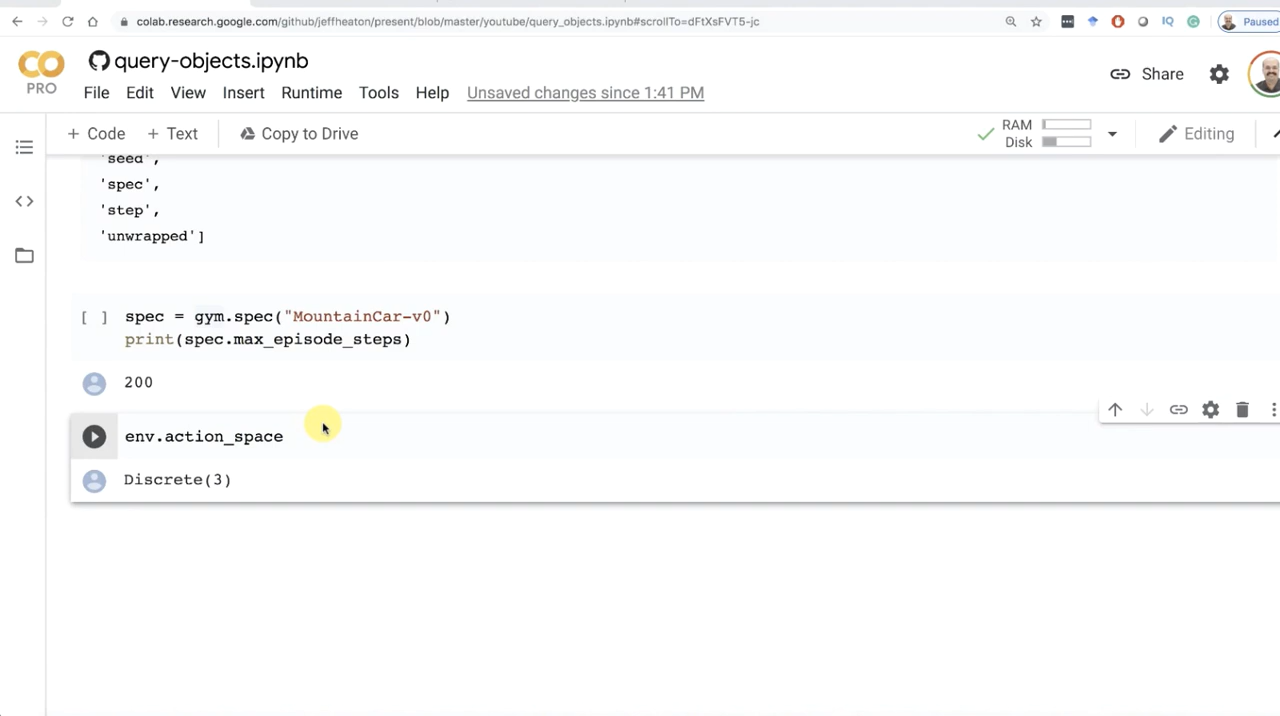 colab.research.google.com/github/jeffheaton/present/blob/master/youtube/query_objects.ipynb#scrollTo=dFtXsFVT5-jc
IQ
Paused
CO
PRO
query-objects.ipynb
Share
File Edit View Insert Runtime Tools Help Unsaved changes since 1:41 PM
+ Code + Text Copy to Drive
RAM
Disk
Editing
'seed',
'spec',
'step',
'unwrapped']
[ ] spec = gym.spec("MountainCar-v0")
print(spec.max_episode_steps)
200
env.action_space
Discrete(3)